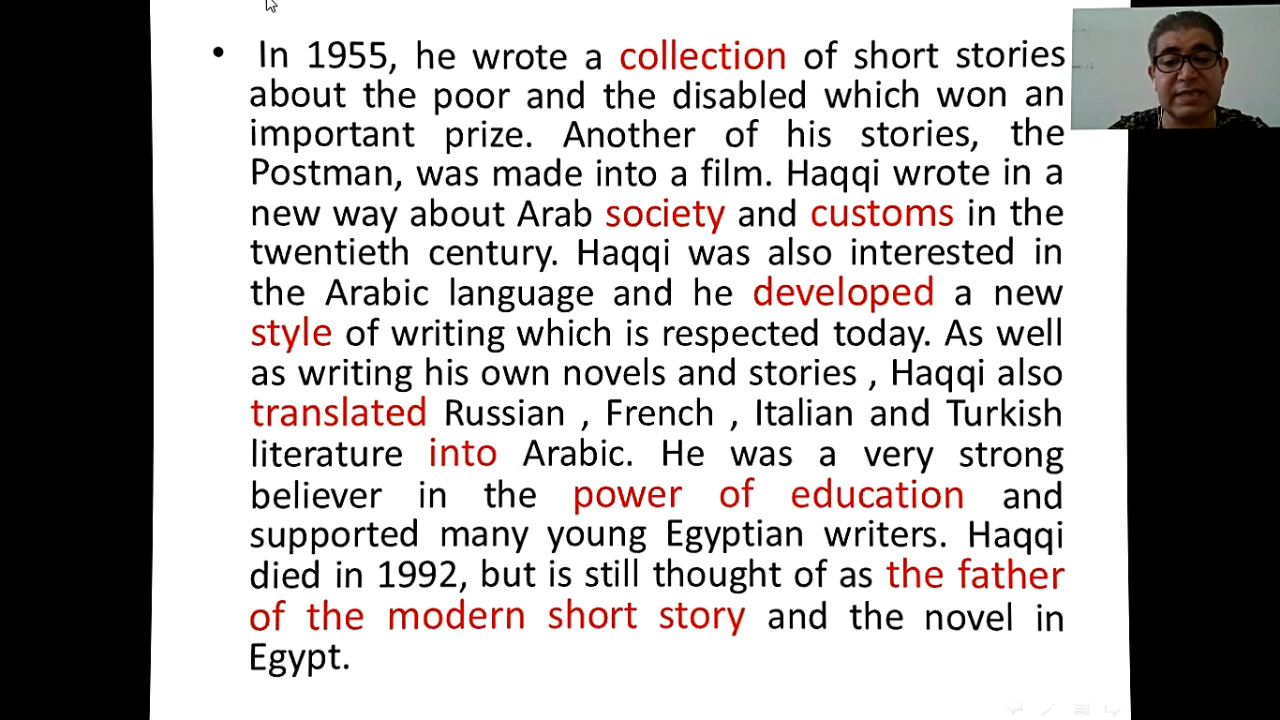 • In 1955, he wrote a collection of short stories
about the poor and the disabled which won an
important prize. Another of his stories, the
Postman, was made into a film. Haqqi wrote in a
new way about Arab society and customs in the
twentieth century. Haqqi was also interested in
the Arabic language and he developed a new
style of writing which is respected today. As well
as writing his own novels and stories , Haqqi also
translated Russian , French , Italian and Turkish
literature into Arabic. He was a very strong
believer in the power of education and
supported many young Egyptian writers. Haqqi
died in 1992, but is still thought of as the father
of the modern short story and the novel in
Egypt.